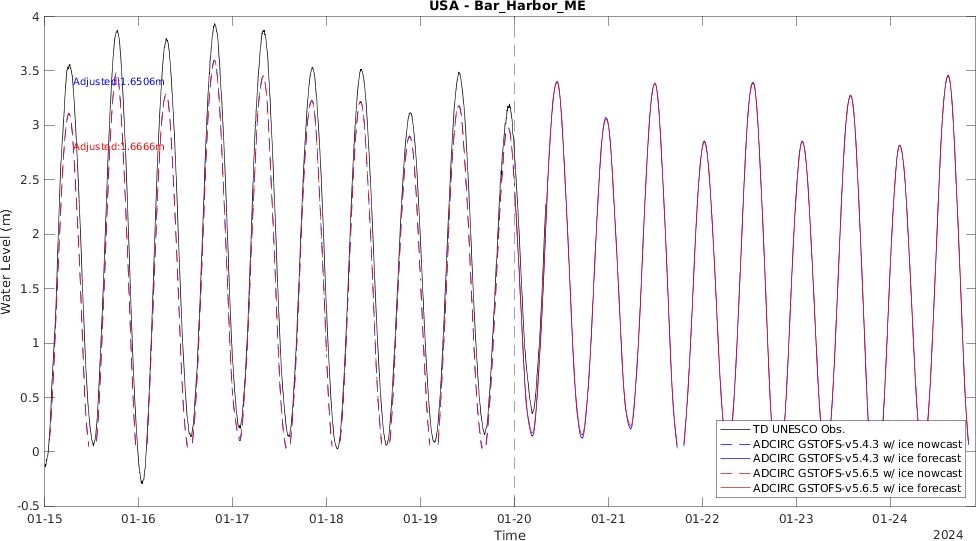 USA - Bar_Harbor_ME
Water Level (m)
4
3.5
3
2.5
2
1.5
1
0.5
0
-0.5
Adjusted:1.6506m
Adjusted:1.6666m
TD UNESCO Obs.
ADCIRC GSTOFS-v5.4.3 w/ ice nowcast
ADCIRC GSTOFS-v5.4.3 w/ ice forecast
ADCIRC GSTOFS-v5.6.5 w/ ice nowcast
ADCIRC GSTOFS-v5.6.5 w/ ice forecast
01-15 01-16 01-17 01-18 01-19 01-20 01-21 01-22 01-23 01-24
Time
2024